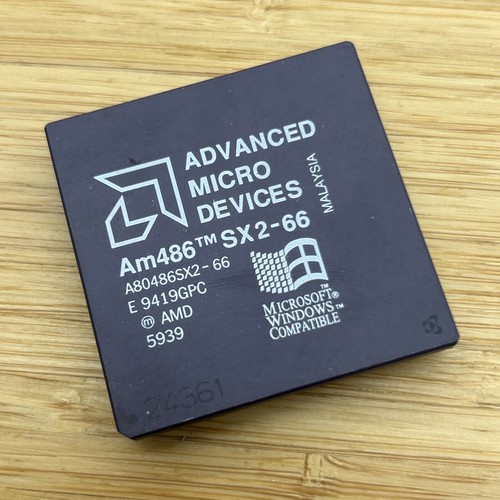 ADVANCED
MICRO
DEVICES
MALAYSIA
Am486™ SX2-66
A80486SX2-66
E 9419GPC
ⓜ AMD
5939
MICROSOFT®
WINDOWS™
COMPATIBLE
24361